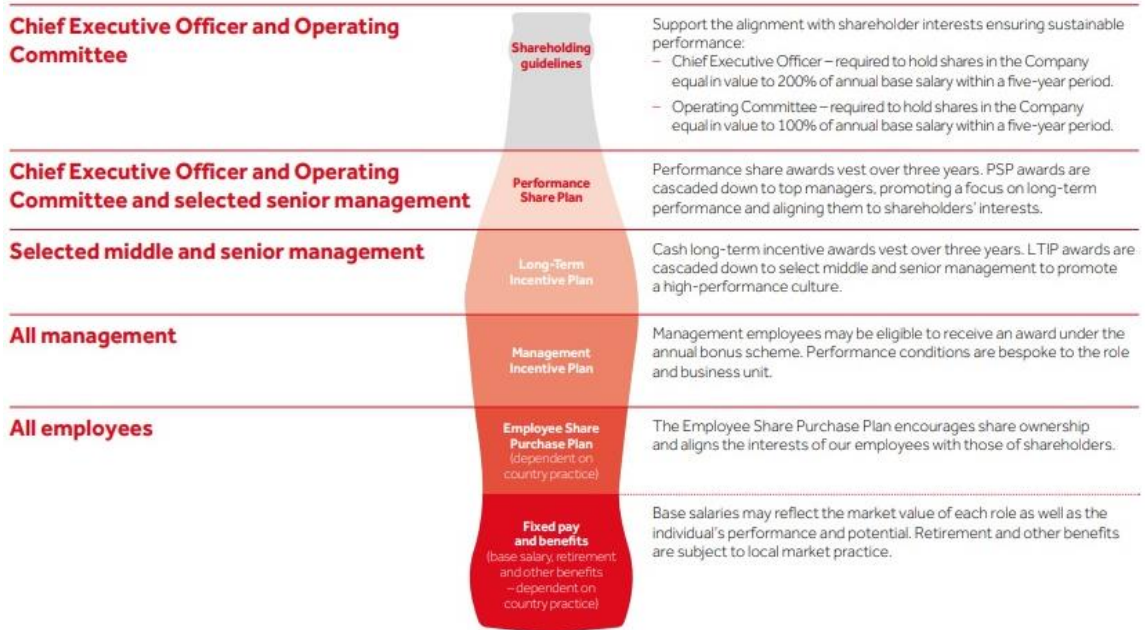 Chief Executive Officer and Operating
Committee
Shareholding
guidelines
Support the alignment with shareholder interests ensuring sustainable
performance:
– Chief Executive Officer – required to hold shares in the Company
equal in value to 200% of annual base salary within a five-year period.
– Operating Committee – required to hold shares in the Company
equal in value to 100% of annual base salary within a five-year period.
Chief Executive Officer and Operating
Committee and selected senior management
Performance
Share Plan
Performance share awards vest over three years. PSP awards are
cascaded down to top managers, promoting a focus on long-term
performance and aligning them to shareholders' interests.
Selected middle and senior management
Long-Term
Incentive Plan
Cash long-term incentive awards vest over three years. LTIP awards are
cascaded down to select middle and senior management to promote
a high-performance culture.
All management
Management
Incentive Plan
Management employees may be eligible to receive an award under the
annual bonus scheme. Performance conditions are bespoke to the role
and business unit.
All employees
Employee Share
Purchase Plan
(dependent on
country practice)
The Employee Share Purchase Plan encourages share ownership
and aligns the interests of our employees with those of shareholders.
Fixed pay
and benefits
(base salary, retirement
and other benefits
– dependent on
country practice)
Base salaries may reflect the market value of each role as well as the
individual's performance and potential. Retirement and other benefits
are subject to local market practice.